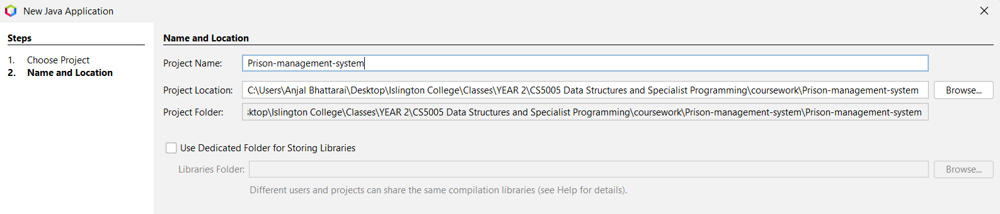 New Java Application
Steps
1. Choose Project
2. Name and Location
Name and Location
Project Name: Prison-management-system
Project Location: C:\Users\Anjal Bhattarai\Desktop\Islington College\Classes\YEAR 2\CS5005 Data Structures and Specialist Programming\coursework\Prison-management-system Browse...
Project Folder: sktop\Islington College\Classes\YEAR 2\CS5005 Data Structures and Specialist Programming\coursework\Prison-management-system\Prison-management-system
Use Dedicated Folder for Storing Libraries
Libraries Folder: Browse...
Different users and projects can share the same compilation libraries (see Help for details).